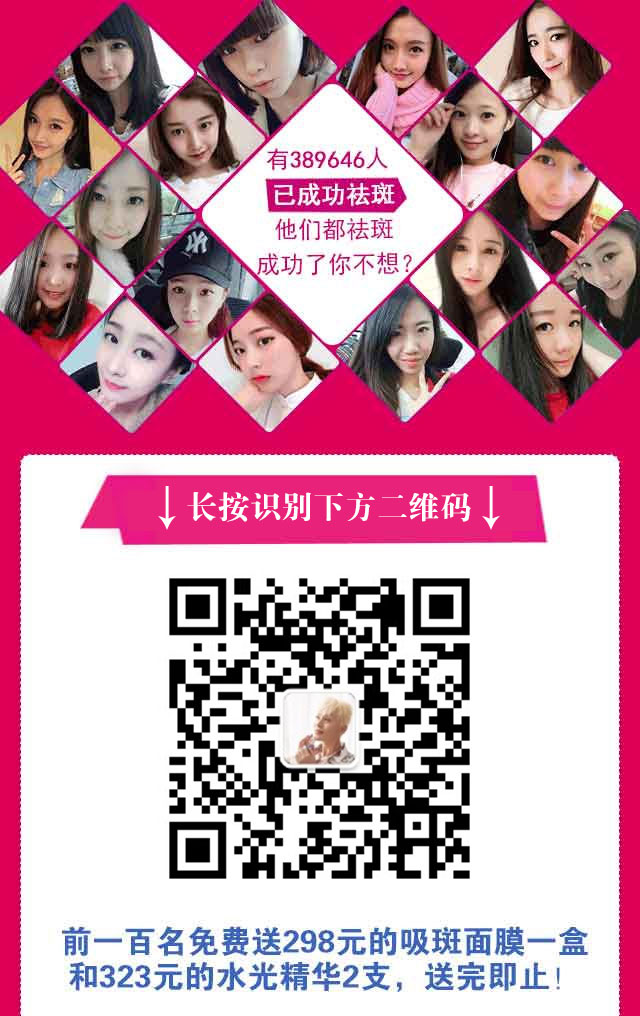 有389646人
已成功祛斑
他们都祛斑
成功了你不想?
↓长按识别下方二维码↓
前一百名免费送298元的吸斑面膜一盒
和323元的水光精华2支，送完即止！